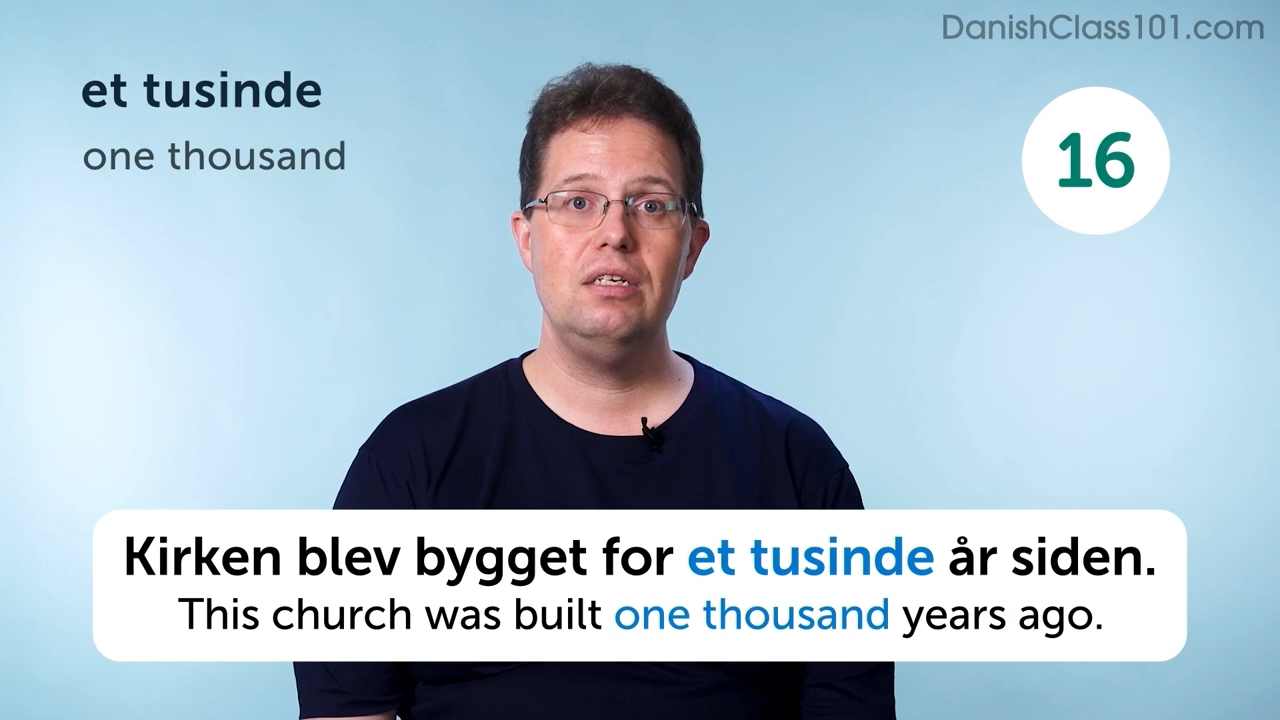 DanishClass101.com
et tusinde
one thousand
16
Kirken blev bygget for et tusinde år siden.
This church was built one thousand years ago.